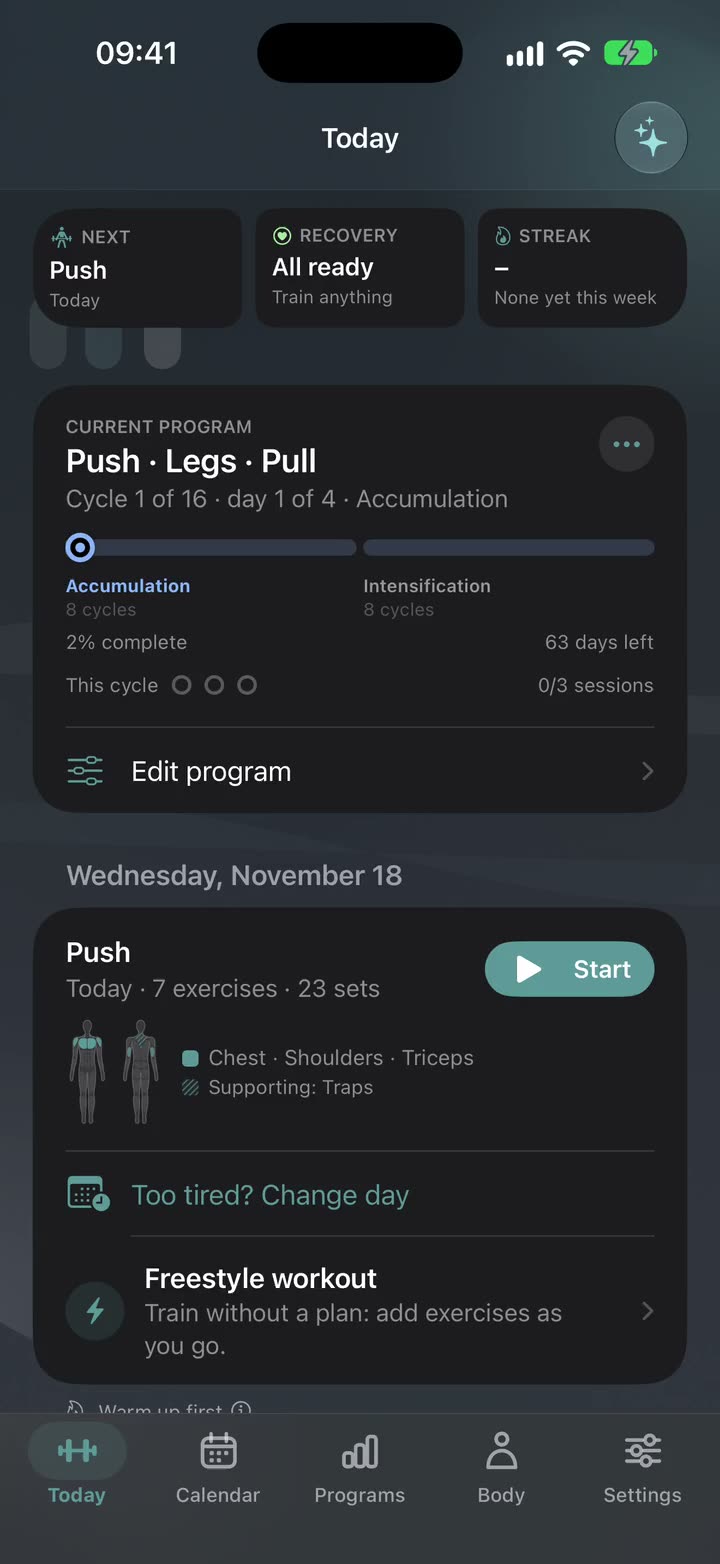 09:41
Today
NEXT
Push
Today
RECOVERY
All ready
Train anything
STREAK
–
None yet this week
CURRENT PROGRAM
Push · Legs · Pull
Cycle 1 of 16 · day 1 of 4 · Accumulation
Accumulation
8 cycles
Intensification
8 cycles
2% complete
63 days left
This cycle
0/3 sessions
Edit program
Wednesday, November 18
Push
Today · 7 exercises · 23 sets
Start
Chest · Shoulders · Triceps
Supporting: Traps
Too tired? Change day
Freestyle workout
Train without a plan: add exercises as
you go.
Warm up first
Today
Calendar
Programs
Body
Settings